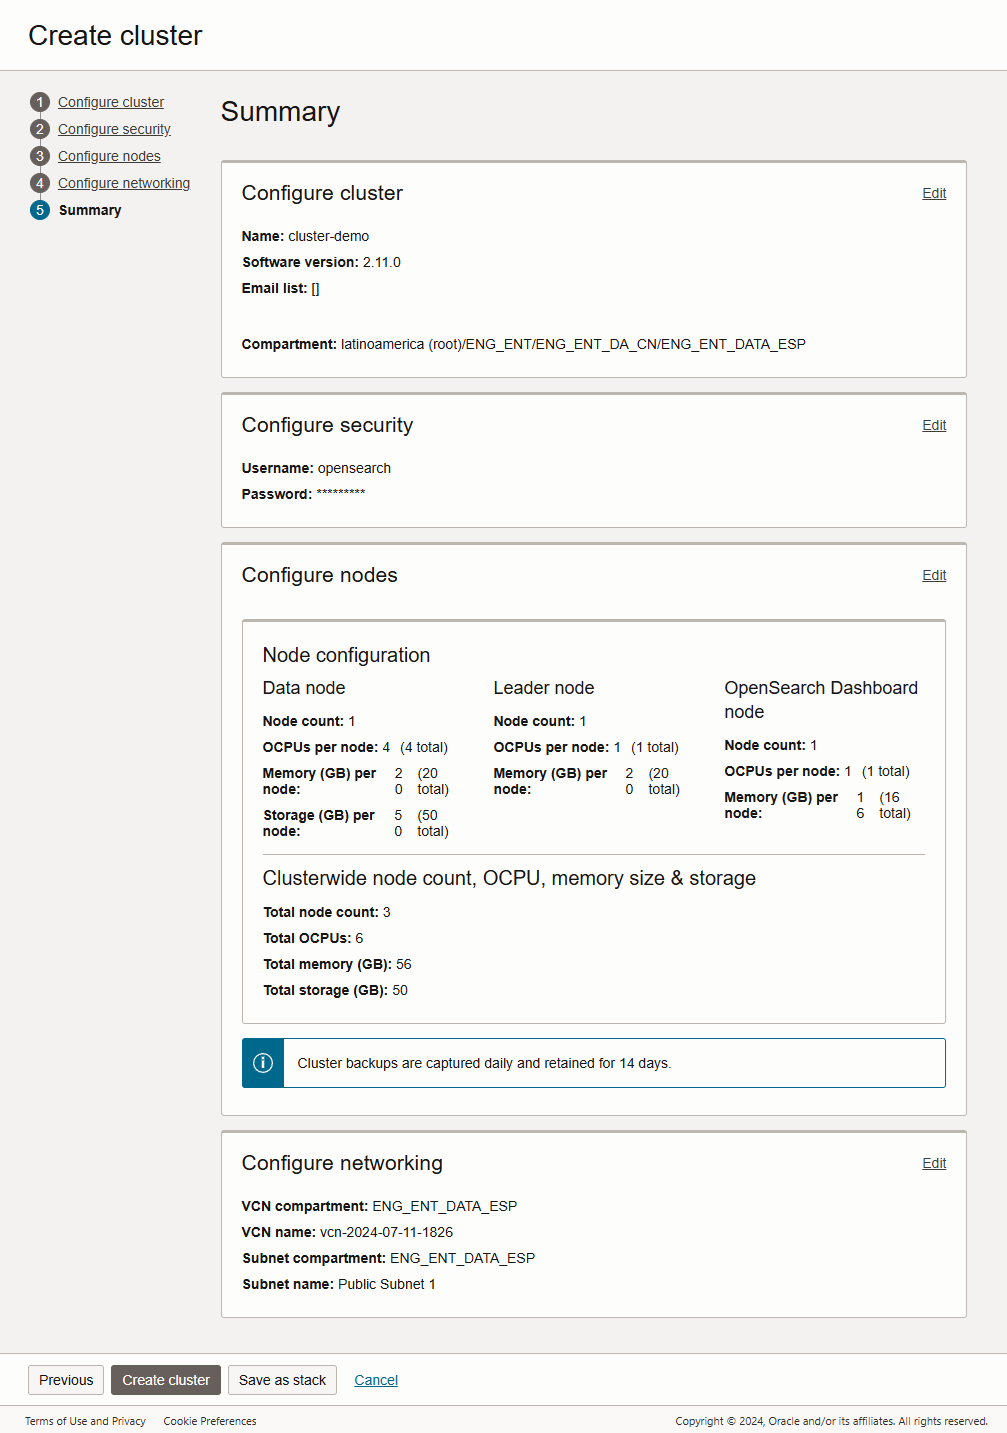 Create cluster
1 Configure cluster
2 Configure security
3 Configure nodes
4 Configure networking
5 Summary
Summary
Configure cluster
Edit
Name: cluster-demo
Software version: 2.11.0
Email list: []
Compartment: latinoamerica (root)/ENG_ENT/ENG_ENT_DA_CN/ENG_ENT_DATA_ESP
Configure security
Edit
Username: opensearch
Password: *********
Configure nodes
Edit
Node configuration
Data node
Node count: 1
OCPUs per node: 4 (4 total)
Memory (GB) per node: 20 (20 total)
Storage (GB) per node: 50 (50 total)
Leader node
Node count: 1
OCPUs per node: 1 (1 total)
Memory (GB) per node: 20 (20 total)
OpenSearch Dashboard
node
Node count: 1
OCPUs per node: 1 (1 total)
Memory (GB) per node: 16 (16 total)
Clusterwide node count, OCPU, memory size & storage
Total node count: 3
Total OCPUs: 6
Total memory (GB): 56
Total storage (GB): 50
Cluster backups are captured daily and retained for 14 days.
Configure networking
Edit
VCN compartment: ENG_ENT_DATA_ESP
VCN name: vcn-2024-07-11-1826
Subnet compartment: ENG_ENT_DATA_ESP
Subnet name: Public Subnet 1
Previous
Create cluster
Save as stack
Cancel
Terms of Use and Privacy
Cookie Preferences
Copyright © 2024, Oracle and/or its affiliates. All rights reserved.